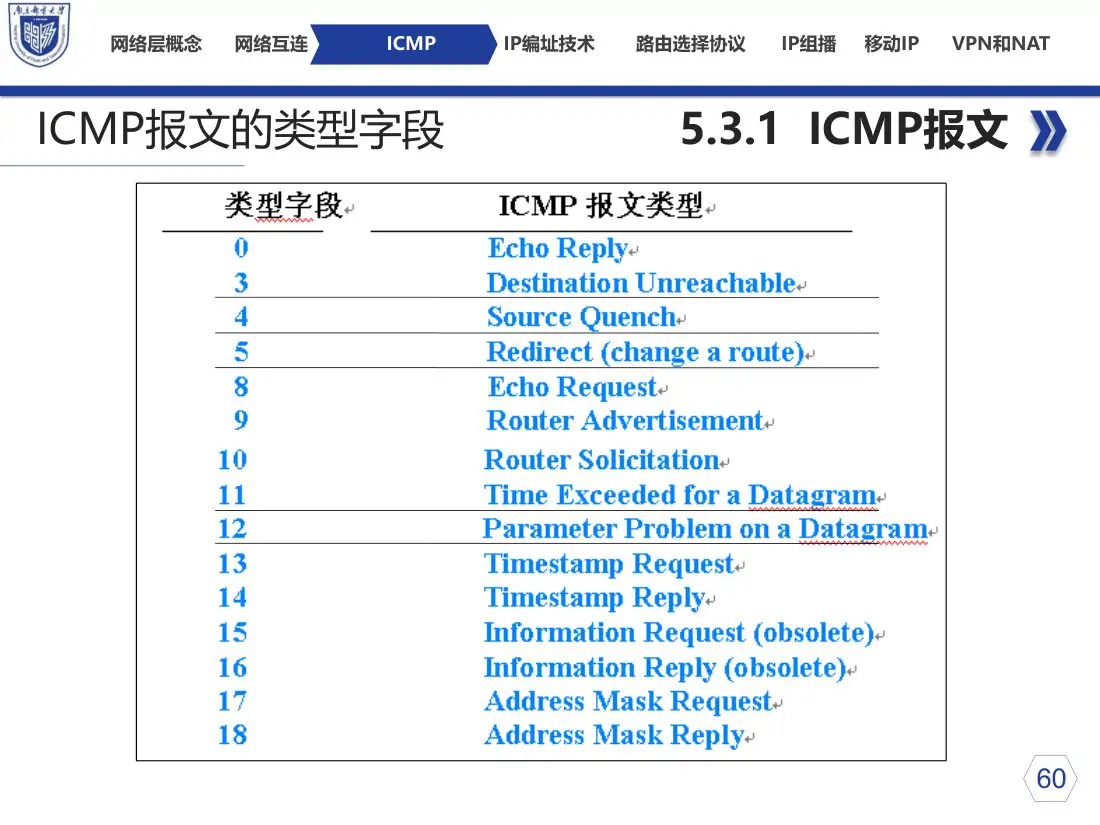 南京邮电大学
网络层概念 网络互连 ICMP IP编址技术 路由选择协议 IP组播 移动IP VPN和NAT
ICMP报文的类型字段 5.3.1 ICMP报文
类型字段 ICMP 报文类型
0 Echo Reply
3 Destination Unreachable
4 Source Quench
5 Redirect (change a route)
8 Echo Request
9 Router Advertisement
10 Router Solicitation
11 Time Exceeded for a Datagram
12 Parameter Problem on a Datagram
13 Timestamp Request
14 Timestamp Reply
15 Information Request (obsolete)
16 Information Reply (obsolete)
17 Address Mask Request
18 Address Mask Reply
60